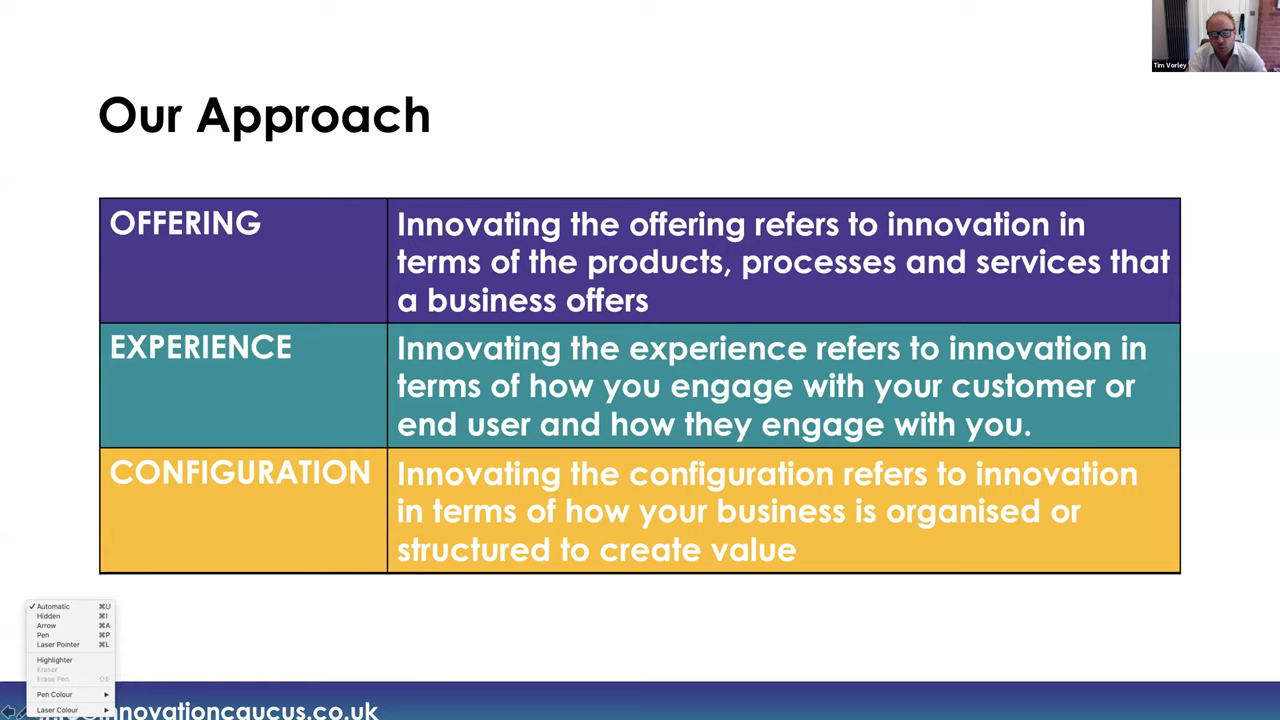 Tim Vorley
Our Approach
OFFERING
Innovating the offering refers to innovation in
terms of the products, processes and services that
a business offers
EXPERIENCE
Innovating the experience refers to innovation in
terms of how you engage with your customer or
end user and how they engage with you.
CONFIGURATION
Innovating the configuration refers to innovation
in terms of how your business is organised or
structured to create value
✓ Automatic ⌘U
Hidden ⌘I
Arrow ⌘A
Pen ⌘P
Laser Pointer ⌘L
Highlighter
Eraser
Erase Pen ⇧E
Pen Colour
Laser Colour
innovationcaucus.co.uk